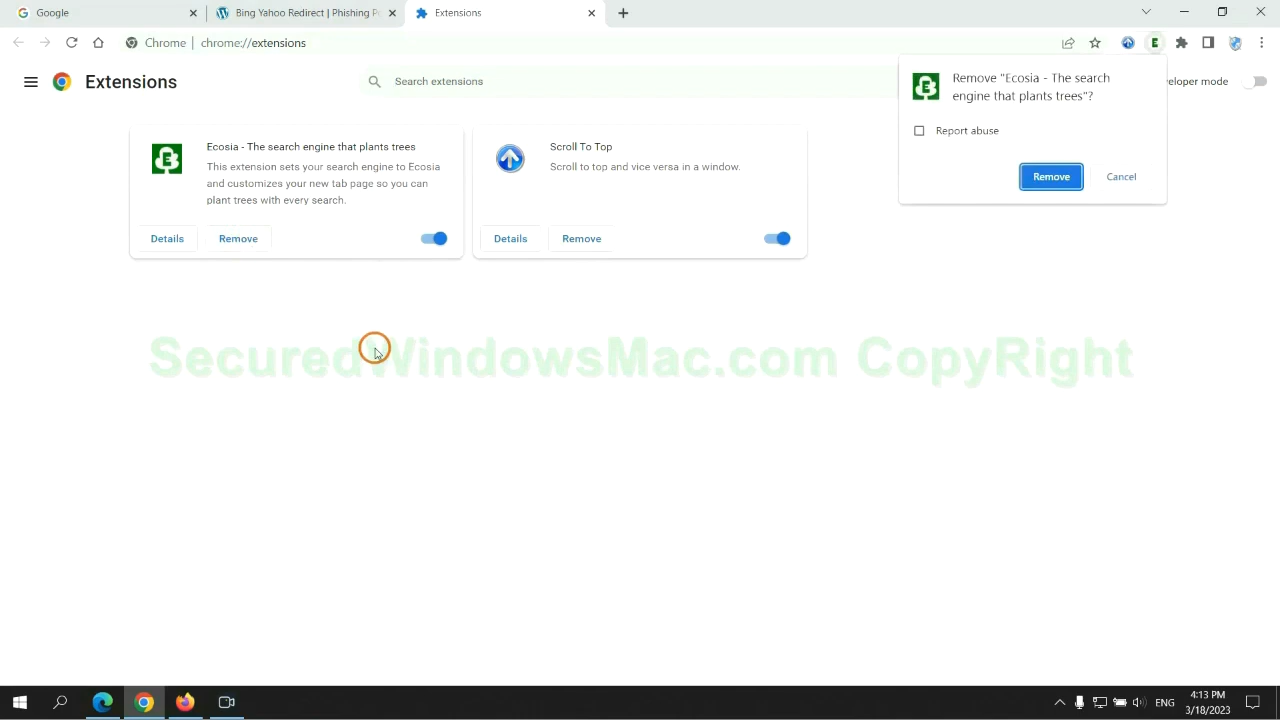 Google
Bing Yahoo Redirect | Phishing P
Extensions
Chrome
chrome://extensions
Extensions
Search extensions
eloper mode
Remove "Ecosia - The search
engine that plants trees"?
Report abuse
Remove
Cancel
Ecosia - The search engine that plants trees
This extension sets your search engine to Ecosia
and customizes your new tab page so you can
plant trees with every search.
Details
Remove
Scroll To Top
Scroll to top and vice versa in a window.
Details
Remove
SecuredWindowsMac.com CopyRight
ENG
4:13 PM
3/18/2023